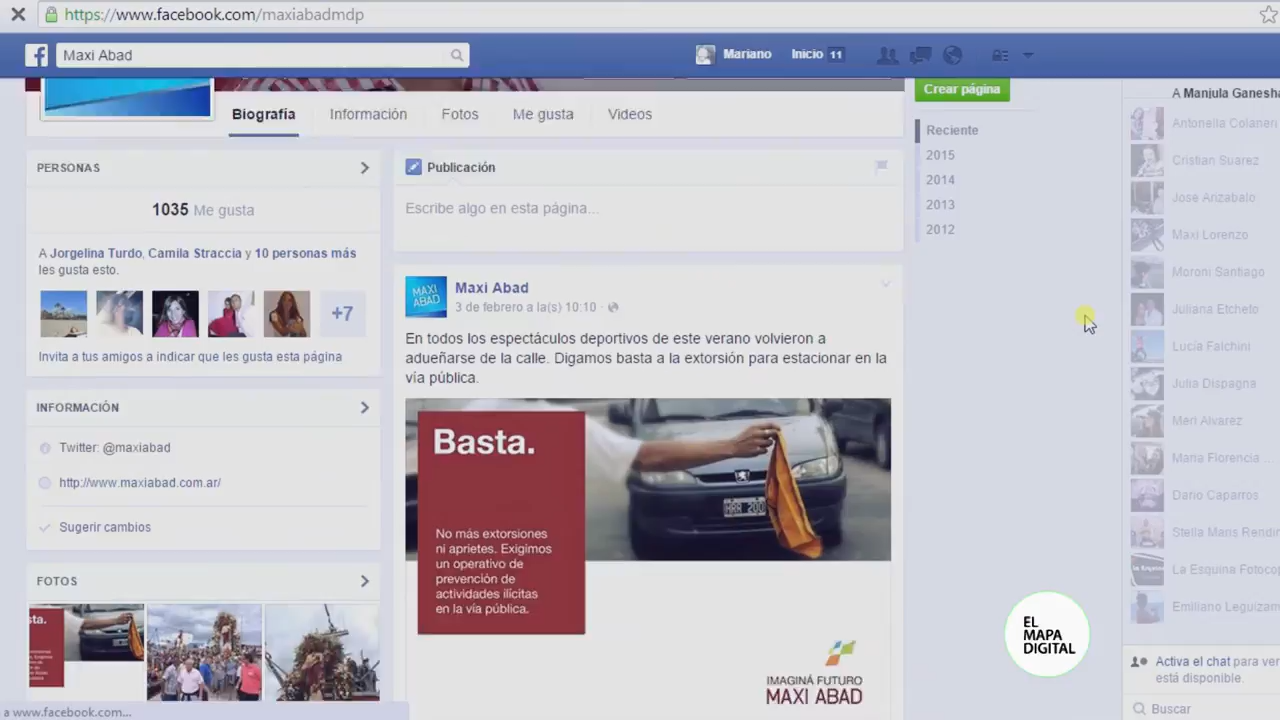 https://www.facebook.com/maxiabadmdp
Maxi Abad
Mariano
Inicio 11
Biografía
Información
Fotos
Me gusta
Videos
Crear página
Reciente
2015
2014
2013
2012
PERSONAS
1035 Me gusta
A Jorgelina Turdo, Camila Straccia y 10 personas más
les gusta esto.
+7
Invita a tus amigos a indicar que les gusta esta página
INFORMACIÓN
Twitter: @maxiabad
http://www.maxiabad.com.ar/
Sugerir cambios
FOTOS
sta.
Publicación
Escribe algo en esta página...
MAXI
ABAD
Maxi Abad
3 de febrero a la(s) 10:10 ·
En todos los espectáculos deportivos de este verano volvieron a
adueñarse de la calle. Digamos basta a la extorsión para estacionar en la
vía pública.
Basta.
No más extorsiones
ni aprietes. Exigimos
un operativo de
prevención de
actividades ilícitas
en la vía pública.
HRR 200
IMAGINÁ FUTURO
MAXI ABAD
A Manjula Ganesha
Antonella Colaneri
Cristian Suarez
Jose Arizabalo
Maxi Lorenzo
Moroni Santiago
Juliana Etcheto
Lucia Falchini
Julia Dispagna
Meri Alvarez
Maria Florencia ...
Dario Caparros
Stella Maris Rendin
La Esquina Fotocop
Emiliano Leguizam
EL
MAPA
DIGITAL
Activa el chat para ver
está disponible.
Buscar
a www.facebook.com...